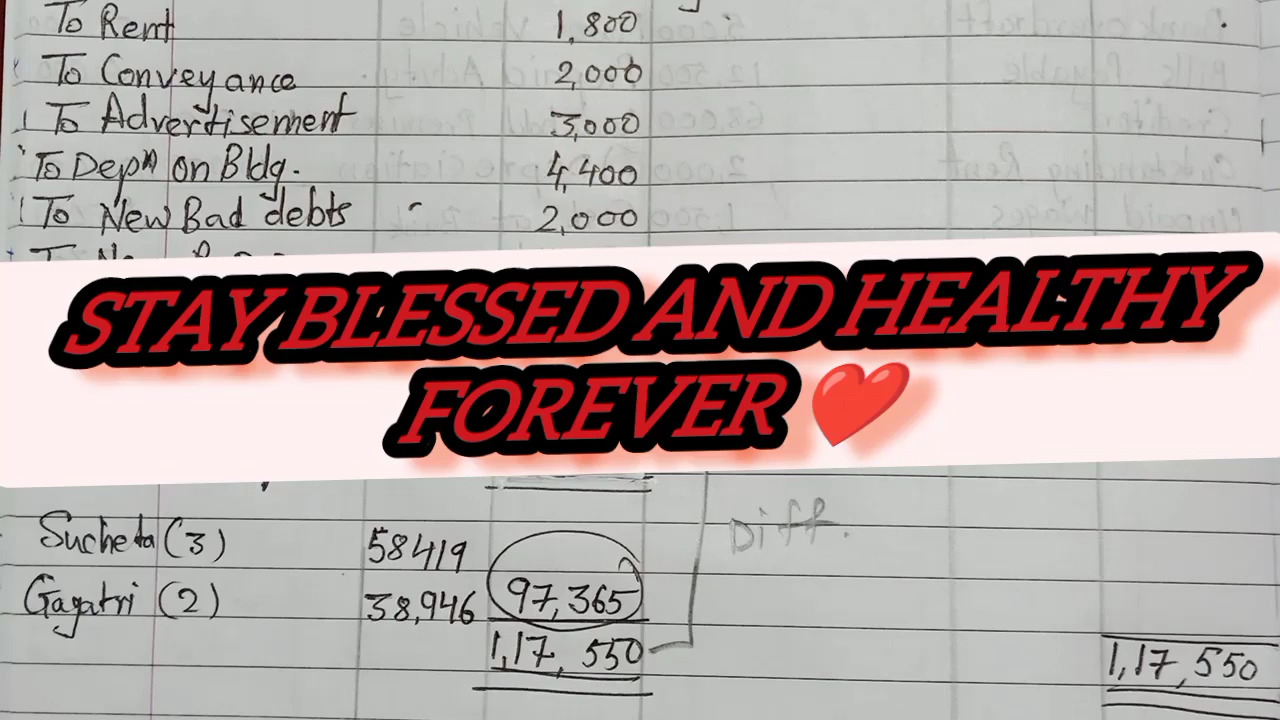 To Rent 1,800
To Conveyance 2,000
To Advertisement 3,000
To Depn on Bldg. 4,400
To New Bad debts 2,000
STAY BLESSED AND HEALTHY
FOREVER ❤️
Diff.
Sucheta (3) 58419
Gayatri (2) 38,946 97,365
1,17,550 1,17,550